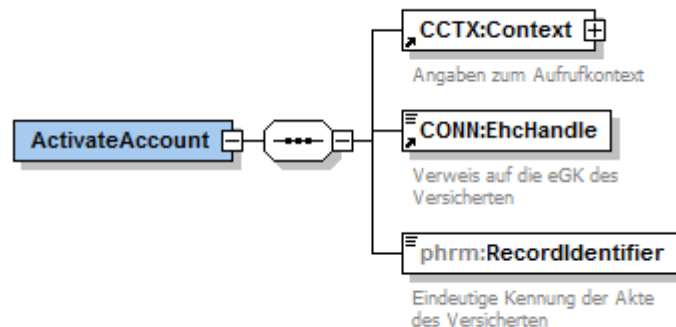 CCTX:Context
Angaben zum Aufrufkontext
ActivateAccount
CONN:EhcHandle
Verweis auf die eGK des
Versicherten
phrm:RecordIdentifier
Eindeutige Kennung der Akte
des Versicherten